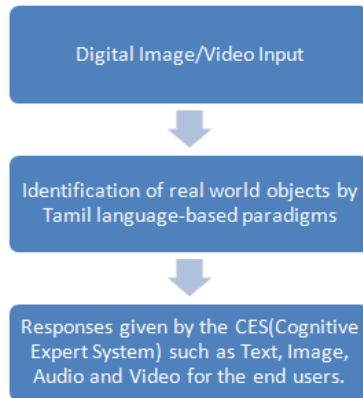 Digital Image/Video Input
Identification of real world objects by
Tamil language-based paradigms
Responses given by the CES(Cognitive
Expert System) such as Text, Image,
Audio and Video for the end users.